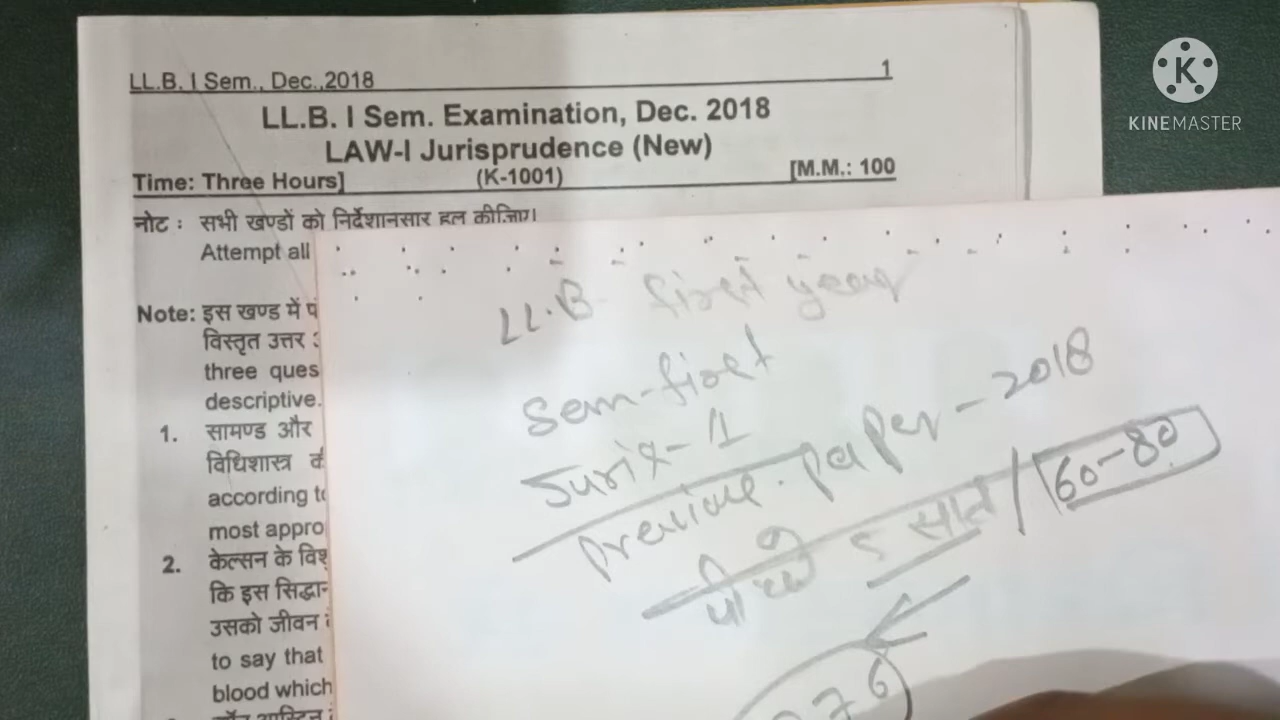 LL.B. I Sem., Dec.,2018 1
LL.B. I Sem. Examination, Dec. 2018
LAW-I Jurisprudence (New)
Time: Three Hours] (K-1001) [M.M.: 100
नोट : सभी खण्डों को निर्देशानसार हल कीजिए।
Attempt all
Note: इस खण्ड में
विस्तृत उत्तर
three ques
descriptive.
1. सामण्ड और
विधिशास्त्र
according to
most appro
2. केल्सन के
कि इस
उसको जीवन
to say that
blood which
LL.B first year
Sem-first
Juris-1
previous paper-2018
5 साल / 60-80
76
K
KINEMASTER